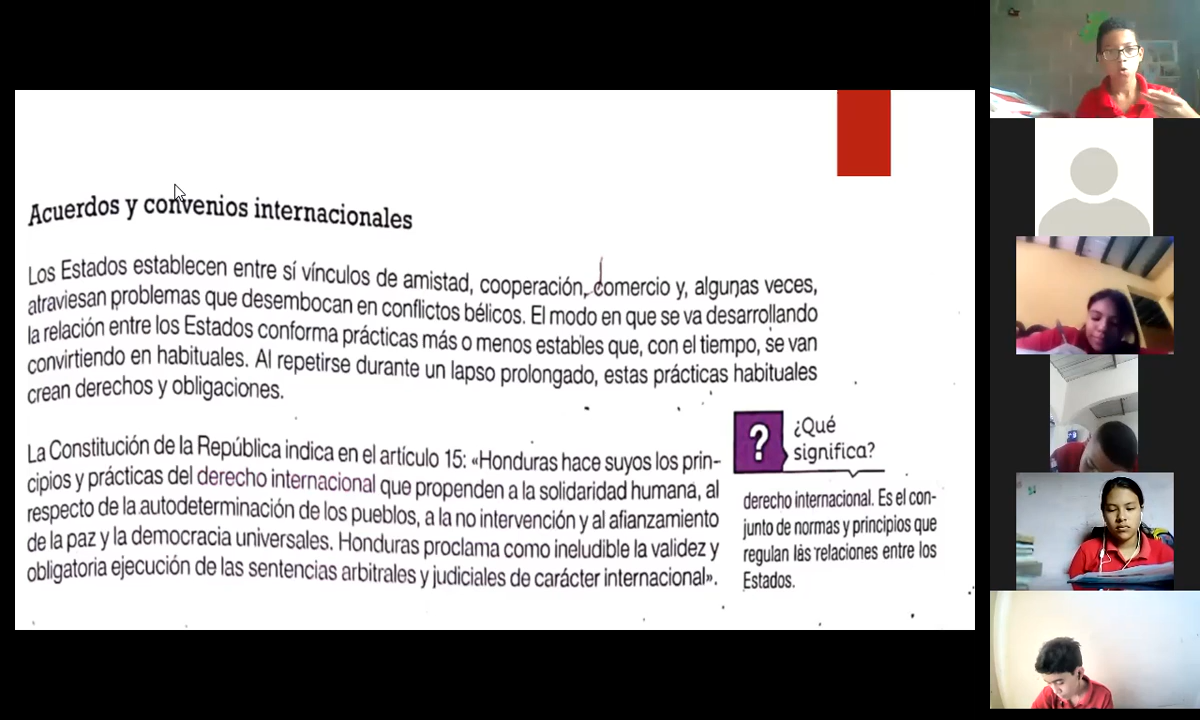 Acuerdos y convenios internacionales
Los Estados establecen entre sí vínculos de amistad, cooperación, comercio y, algunas veces,
atraviesan problemas que desembocan en conflictos bélicos. El modo en que se va desarrollando
la relación entre los Estados conforma prácticas más o menos estables que, con el tiempo, se van
convirtiendo en habituales. Al repetirse durante un lapso prolongado, estas prácticas habituales
crean derechos y obligaciones.
La Constitución de la República indica en el artículo 15: «Honduras hace suyos los prin-
cipios y prácticas del derecho internacional que propenden a la solidaridad humana, al
respecto de la autodeterminación de los pueblos, a la no intervención y al afianzamiento
de la paz y la democracia universales. Honduras proclama como ineludible la validez y
obligatoria ejecución de las sentencias arbitrales y judiciales de carácter internacional».
?
¿Qué
significa?
derecho internacional. Es el con-
junto de normas y principios que
regulan las relaciones entre los
Estados.